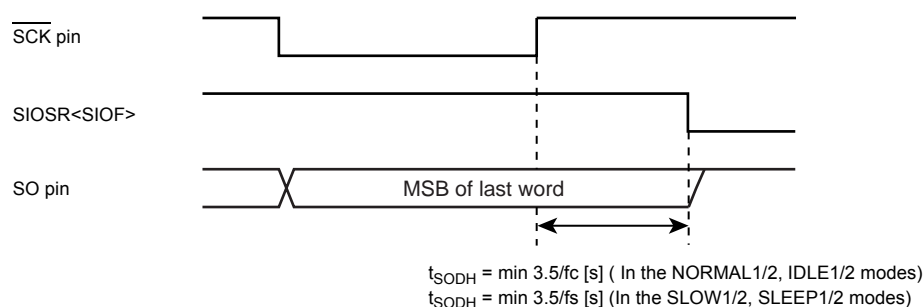 SCK pin
SIOSR<SIOF>
SO pin
MSB of last word
tSODH = min 3.5/fc [s] ( In the NORMAL1/2, IDLE1/2 modes)
tSODH = min 3.5/fs [s] (In the SLOW1/2, SLEEP1/2 modes)